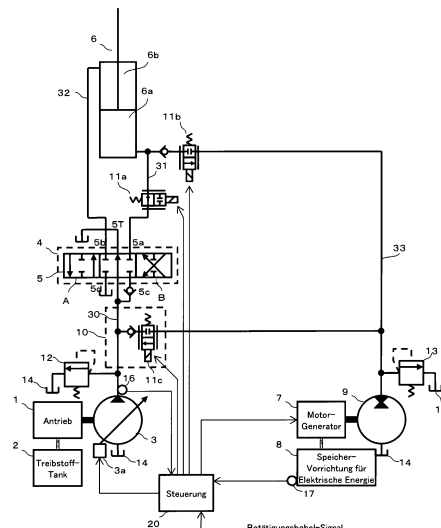 6
6b
32
6a
11b
31
11a
5T
5b
5a
4
5
33
A
5d
5c
B
30
10
12
11c
13
14
16
1
Antrieb
7
Motor-
Generator
9
3
14
2
Treibstoff-
Tank
3a
8
Speicher-
Vorrichtung für
Elektrische Energie
14
Steuerung
17
20